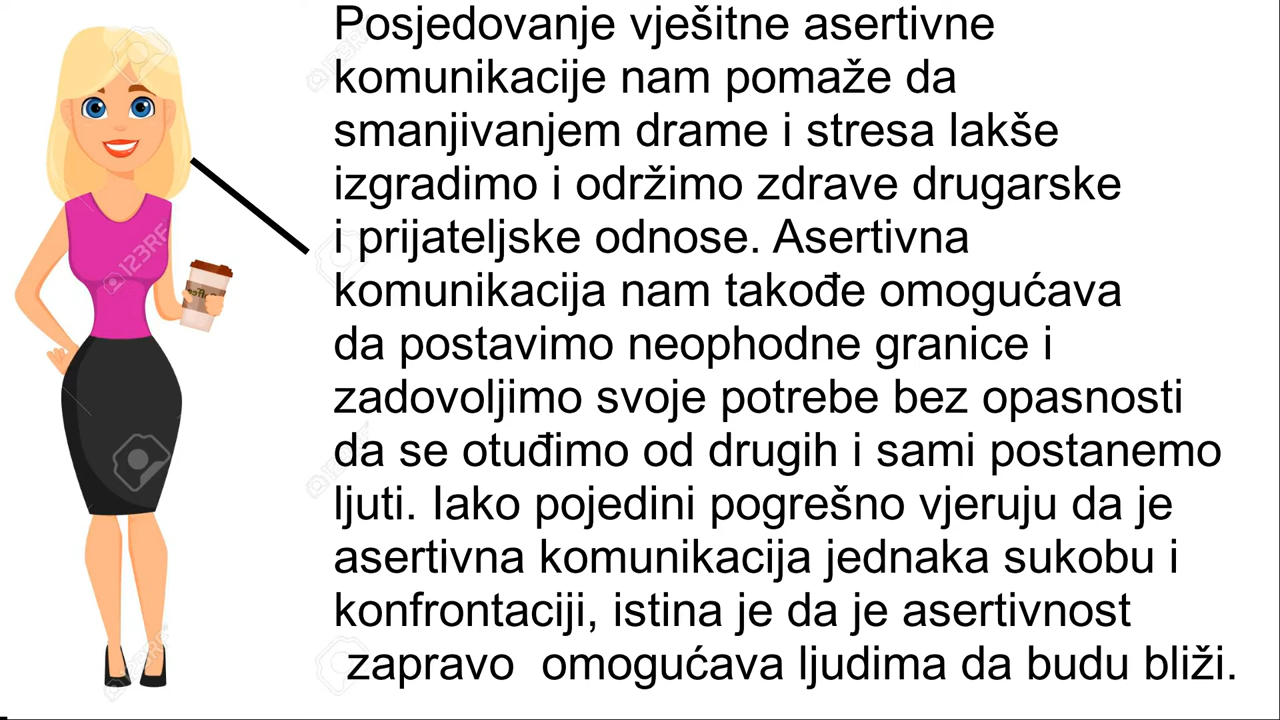 Posjedovanje vješitne asertivne
komunikacije nam pomaže da
smanjivanjem drame i stresa lakše
izgradimo i održimo zdrave drugarske
i prijateljske odnose. Asertivna
komunikacija nam takođe omogućava
da postavimo neophodne granice i
zadovoljimo svoje potrebe bez opasnosti
da se otuđimo od drugih i sami postanemo
ljuti. Iako pojedini pogrešno vjeruju da je
asertivna komunikacija jednaka sukobu i
konfrontaciji, istina je da je asertivnost
zapravo omogućava ljudima da budu bliži.
123RF